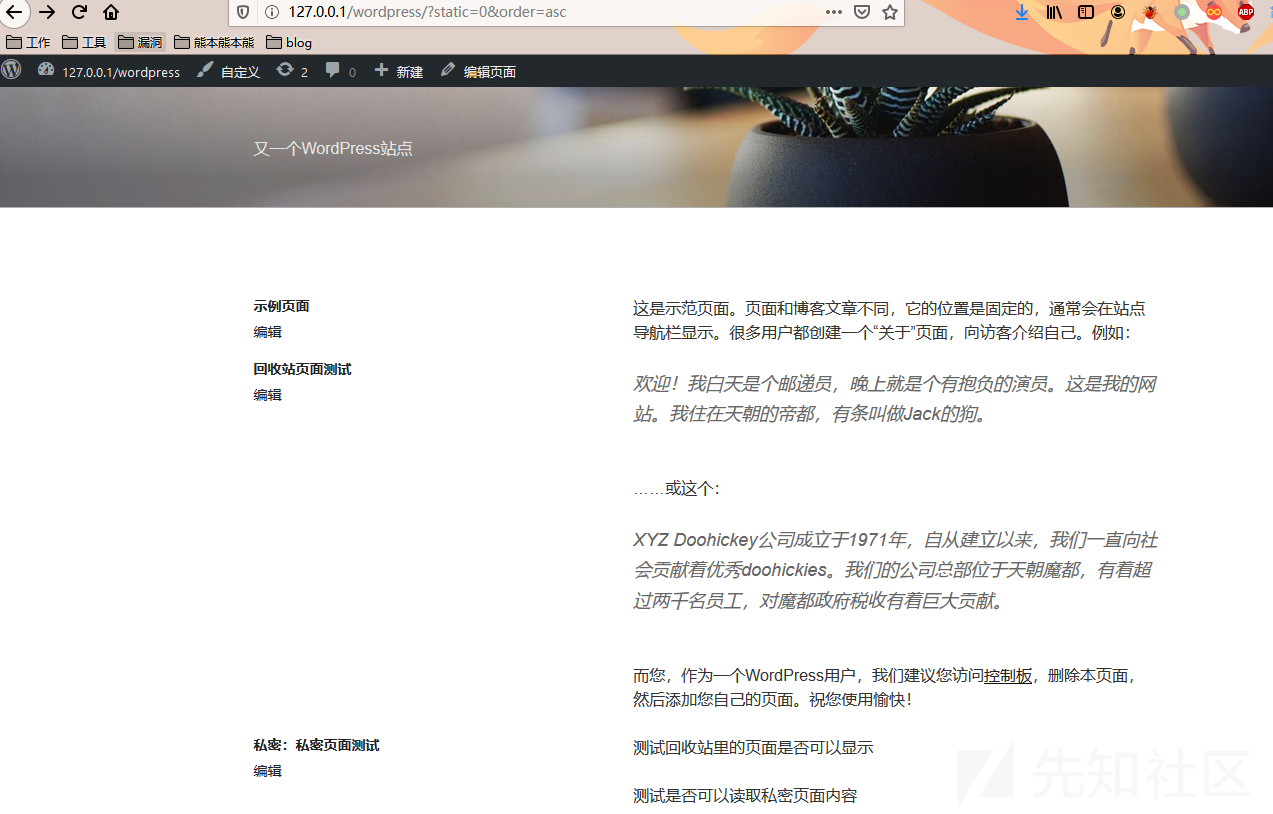 127.0.0.1/wordpress/?static=0&order=asc
ABP
工作 工具 漏洞 熊本熊本熊 blog
127.0.0.1/wordpress 自定义 2 0 新建 编辑页面
又一个WordPress站点
示例页面
编辑
回收站页面测试
编辑
这是示范页面。页面和博客文章不同，它的位置是固定的，通常会在站点
导航栏显示。很多用户都创建一个“关于”页面，向访客介绍自己。例如：
欢迎！我白天是个邮递员，晚上就是个有抱负的演员。这是我的网
站。我住在天朝的帝都，有条叫做Jack的狗。
……或这个：
XYZ Doohickey公司成立于1971年，自从建立以来，我们一直向社
会贡献着优秀doohickies。我们的公司总部位于天朝魔都，有着超
过两千名员工，对魔都政府税收有着巨大贡献。
而您，作为一个WordPress用户，我们建议您访问控制板，删除本页面，
然后添加您自己的页面。祝您使用愉快！
私密：私密页面测试
编辑
测试回收站里的页面是否可以显示
测试是否可以读取私密页面内容
先知社区